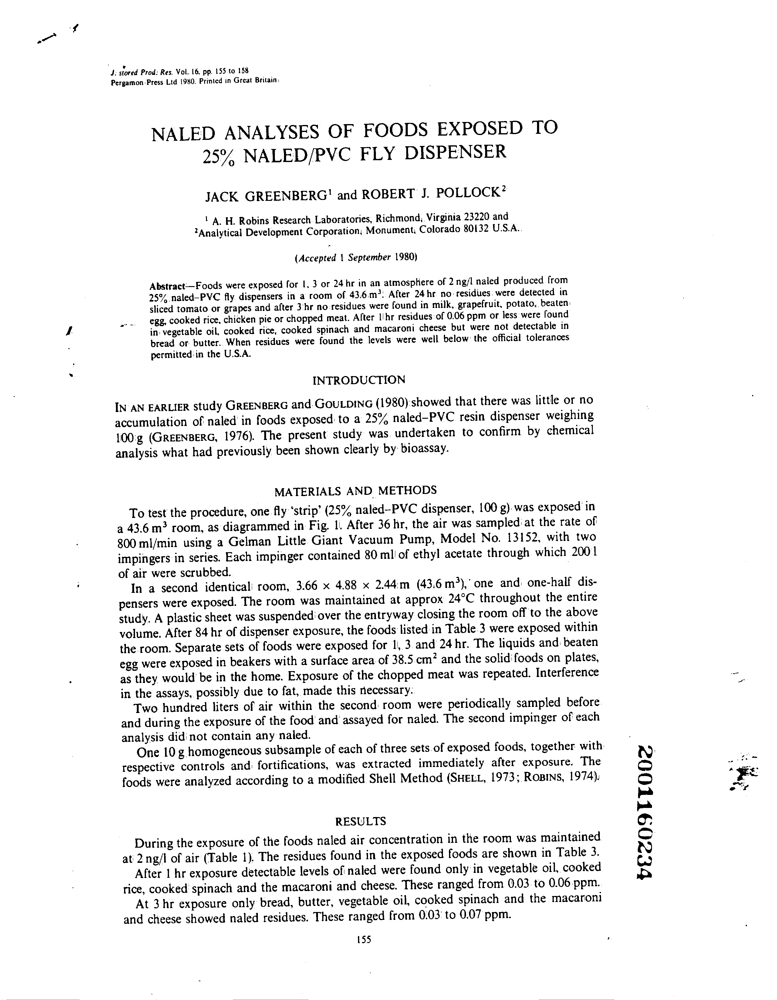 J. stored Prod. Res. Vol. 16. pp. 155 to 158
Pergamon Press Ltd 1980. Printed in Great Britain.
NALED ANALYSES OF FOODS EXPOSED TO
25% NALED/PVC FLY DISPENSER
JACK GREENBERG¹ and ROBERT J. POLLOCK²
¹ A. H. Robins Research Laboratories, Richmond, Virginia 23220 and
²Analytical Development Corporation, Monument, Colorado 80132 U.S.A.
(Accepted 1 September 1980)
Abstract—Foods were exposed for 1, 3 or 24 hr in an atmosphere of 2 ng/l naled produced from
25% naled-PVC fly dispensers in a room of 43.6 m³. After 24 hr no residues were detected in
sliced tomato or grapes and after 3 hr no residues were found in milk, grapefruit, potato, beaten
egg, cooked rice, chicken pie or chopped meat. After 1 hr residues of 0.06 ppm or less were found
in vegetable oil, cooked rice, cooked spinach and macaroni cheese but were not detectable in
bread or butter. When residues were found the levels were well below the official tolerances
permitted in the U.S.A.
INTRODUCTION
IN AN EARLIER study GREENBERG and GOULDING (1980) showed that there was little or no
accumulation of naled in foods exposed to a 25% naled-PVC resin dispenser weighing
100 g (GREENBERG, 1976). The present study was undertaken to confirm by chemical
analysis what had previously been shown clearly by bioassay.
MATERIALS AND METHODS
To test the procedure, one fly 'strip' (25% naled-PVC dispenser, 100 g) was exposed in
a 43.6 m³ room, as diagrammed in Fig. 1. After 36 hr, the air was sampled at the rate of
800 ml/min using a Gelman Little Giant Vacuum Pump, Model No. 13152, with two
impingers in series. Each impinger contained 80 ml of ethyl acetate through which 200 l
of air were scrubbed.
In a second identical room, 3.66 × 4.88 × 2.44 m (43.6 m³), one and one-half dis-
pensers were exposed. The room was maintained at approx 24°C throughout the entire
study. A plastic sheet was suspended over the entryway closing the room off to the above
volume. After 84 hr of dispenser exposure, the foods listed in Table 3 were exposed within
the room. Separate sets of foods were exposed for 1, 3 and 24 hr. The liquids and beaten
egg were exposed in beakers with a surface area of 38.5 cm² and the solid foods on plates,
as they would be in the home. Exposure of the chopped meat was repeated. Interference
in the assays, possibly due to fat, made this necessary.
Two hundred liters of air within the second room were periodically sampled before
and during the exposure of the food and assayed for naled. The second impinger of each
analysis did not contain any naled.
One 10 g homogeneous subsample of each of three sets of exposed foods, together with
respective controls and fortifications, was extracted immediately after exposure. The
foods were analyzed according to a modified Shell Method (SHELL, 1973; ROBINS, 1974).
RESULTS
During the exposure of the foods naled air concentration in the room was maintained
at 2 ng/l of air (Table 1). The residues found in the exposed foods are shown in Table 3.
After 1 hr exposure detectable levels of naled were found only in vegetable oil, cooked
rice, cooked spinach and the macaroni and cheese. These ranged from 0.03 to 0.06 ppm.
At 3 hr exposure only bread, butter, vegetable oil, cooked spinach and the macaroni
and cheese showed naled residues. These ranged from 0.03 to 0.07 ppm.
155
2001160234